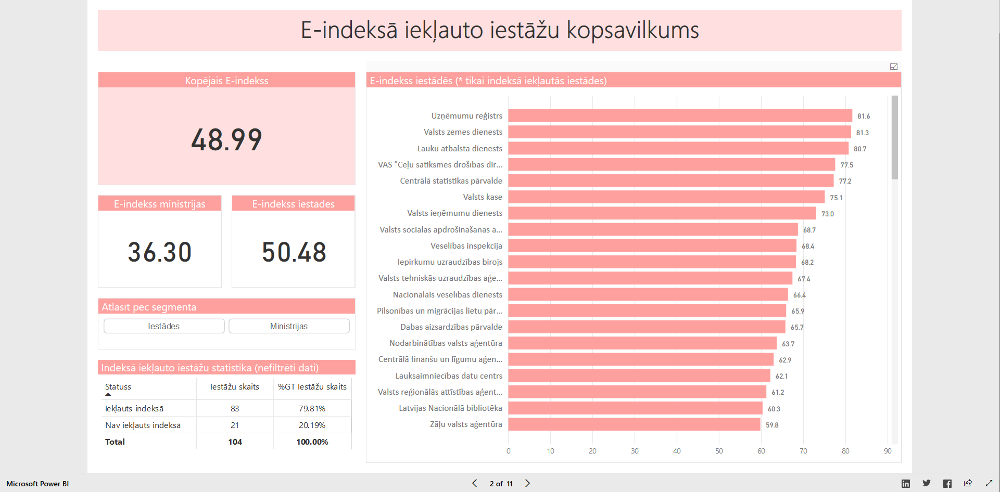 E-indeksā iekļauto iestāžu kopsavilkums
Kopējais E-indekss
48.99
E-indekss ministrijās
36.30
E-indekss iestādēs
50.48
Atlasīt pēc segmenta
Iestādes
Ministrijas
Indeksā iekļauto iestāžu statistika (nefiltrēti dati)
Statuss Iestāžu skaits %GT Iestāžu skaits
Iekļauts indeksā 83 79.81%
Nav iekļauts indeksā 21 20.19%
Total 104 100.00%
E-indekss iestādēs (* tikai indeksā iekļautās iestādes)
Uzņēmumu reģistrs 81.6
Valsts zemes dienests 81.3
Lauku atbalsta dienests 80.7
VAS "Ceļu satiksmes drošības dir... 77.5
Centrālā statistikas pārvalde 77.2
Valsts kase 75.1
Valsts ieņēmumu dienests 73.0
Valsts sociālās apdrošināšanas a... 68.7
Veselības inspekcija 68.4
Iepirkumu uzraudzības birojs 68.2
Valsts tehniskās uzraudzības aģe... 67.4
Nacionālais veselības dienests 66.4
Pilsonības un migrācijas lietu pār... 65.9
Dabas aizsardzības pārvalde 65.7
Nodarbinātības valsts aģentūra 63.7
Centrālā finanšu un līgumu aģen... 62.9
Lauksaimniecības datu centrs 62.1
Valsts reģionālās attīstības aģent... 61.2
Latvijas Nacionālā bibliotēka 60.3
Zāļu valsts aģentūra 59.8
0 10 20 30 40 50 60 70 80 90
Microsoft Power BI
2 of 11